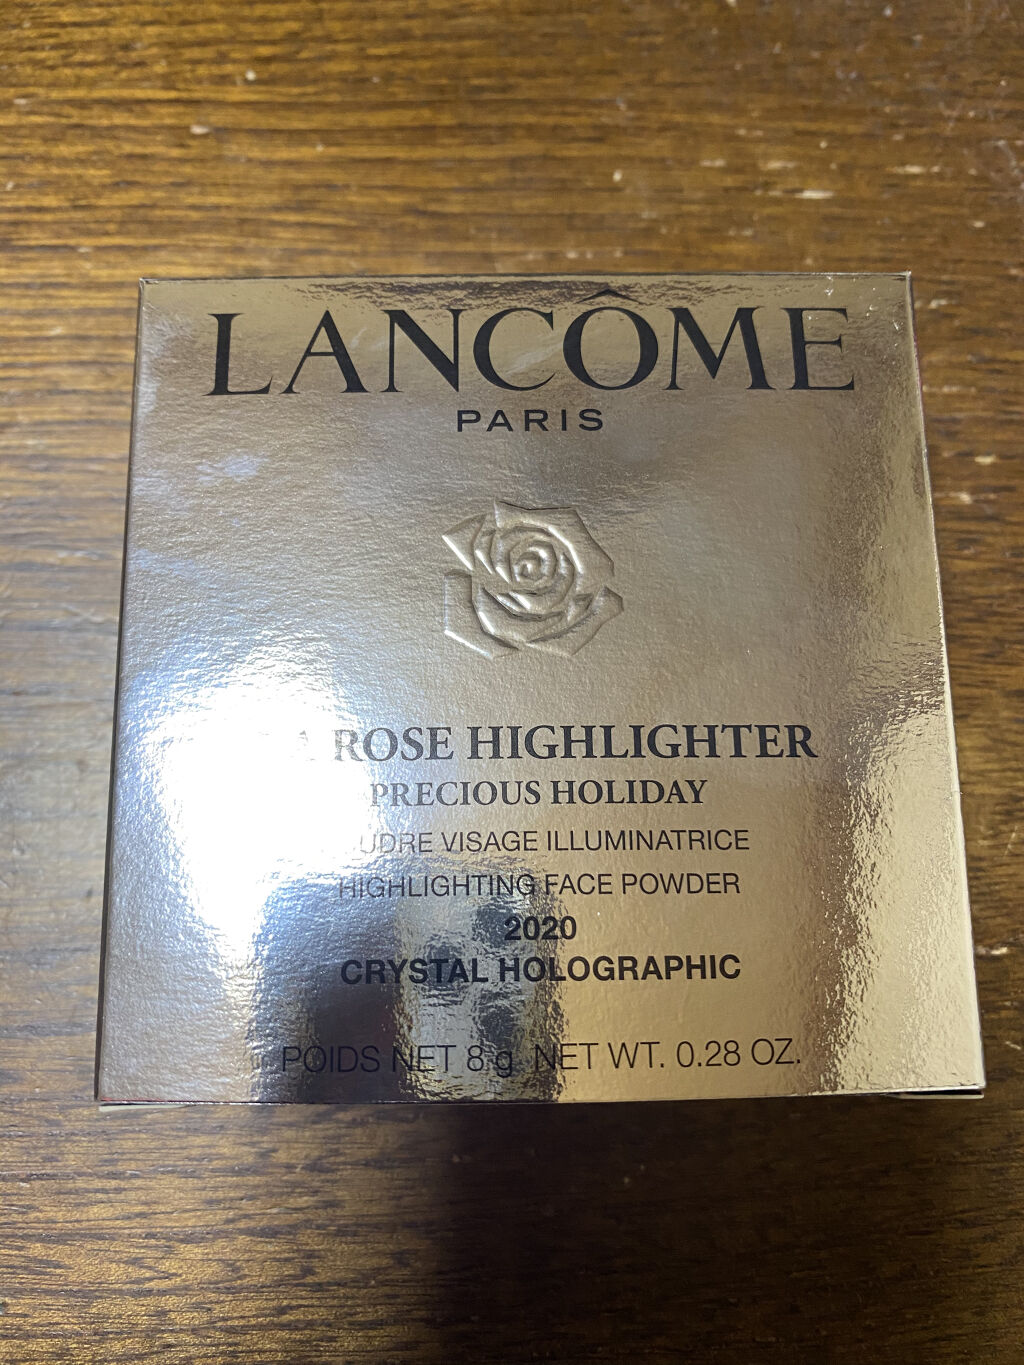 LANCÔME
PARIS
ROSE HIGHLIGHTER
PRECIOUS HOLIDAY
VISAGE ILLUMINATRICE
HIGHLIGHTING FACE POWDER
2020
CRYSTAL HOLOGRAPHIC
POIDS NET 8 g NET WT. 0.28 OZ.